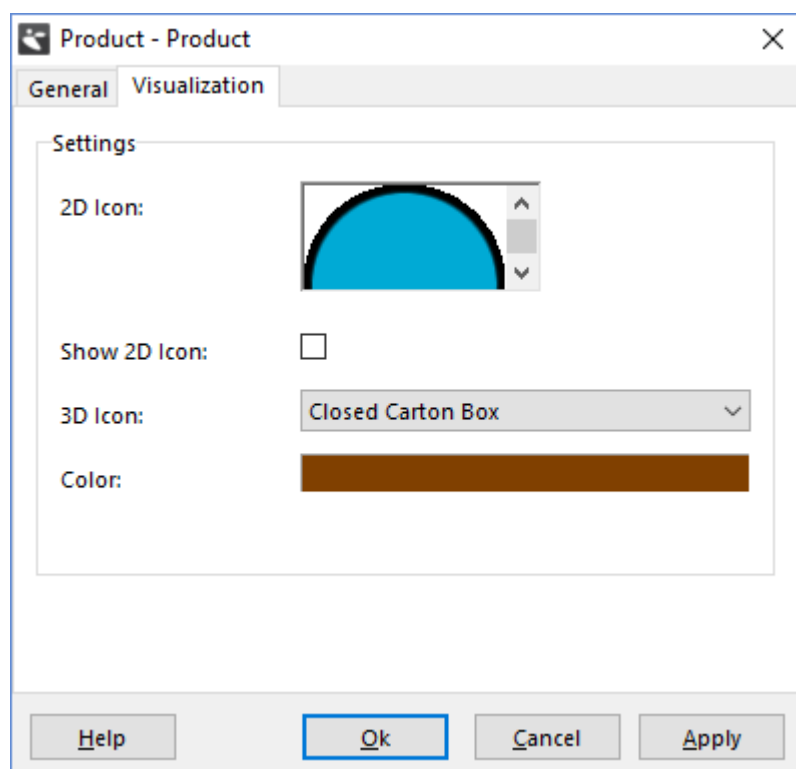 Product - Product
General Visualization
Settings
2D Icon:
Show 2D Icon:
3D Icon: Closed Carton Box
Color:
Help Ok Cancel Apply